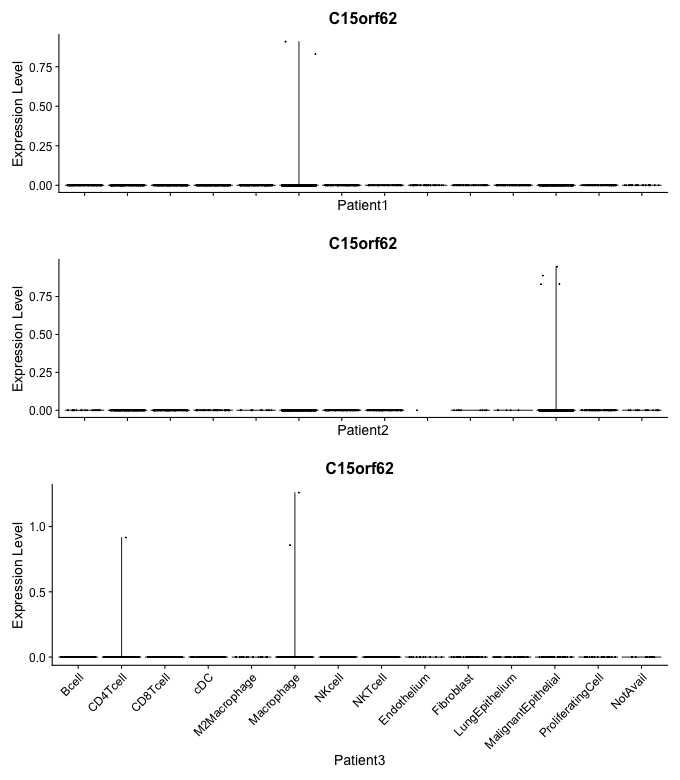 C15orf62
Expression Level
0.75
0.50
0.25
0.00
Patient1
C15orf62
Expression Level
0.75
0.50
0.25
0.00
Patient2
C15orf62
Expression Level
1.0
0.5
0.0
Bcell
CD4Tcell
CD8Tcell
cDC
M2Macrophage
Macrophage
NKcell
NKTcell
Endothelium
Fibroblast
LungEpithelium
MalignantEpithelial
ProliferatingCell
NotAvail
Patient3